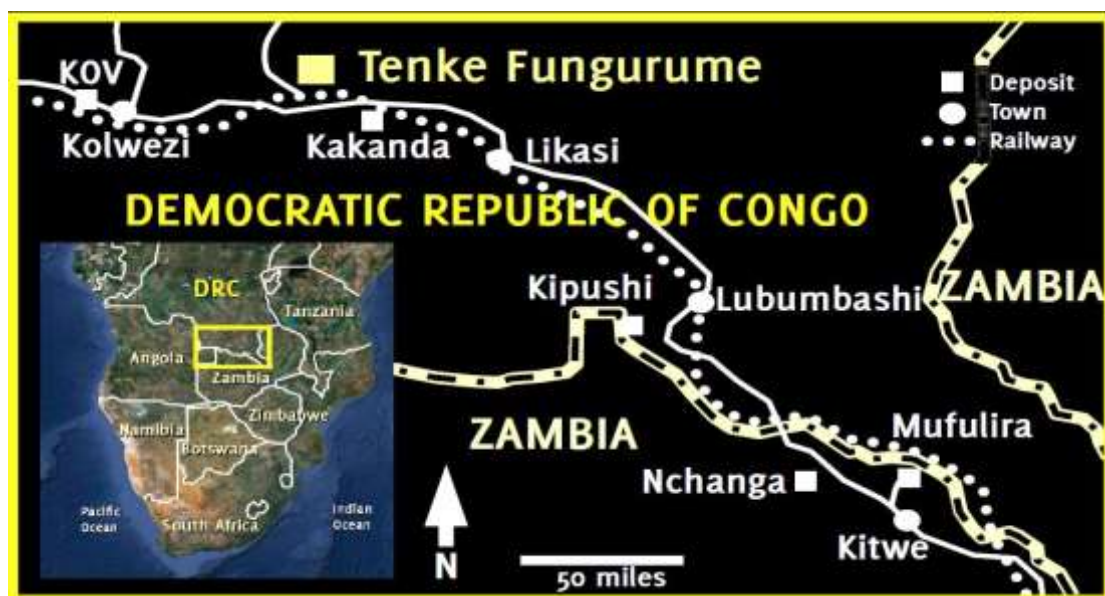 KOV
Tenke Fungurume
Deposit
Town
Railway
Kolwezi
Kakanda
Likasi
DEMOCRATIC REPUBLIC OF CONGO
DRC
Tanzania
Angola
Zambia
Zimbabwe
Namibia
Botswana
South Africa
Pacific
Ocean
Indian
Ocean
Kipushi
Lubumbashi
ZAMBIA
ZAMBIA
Mufulira
Nchanga
Kitwe
N
50 miles